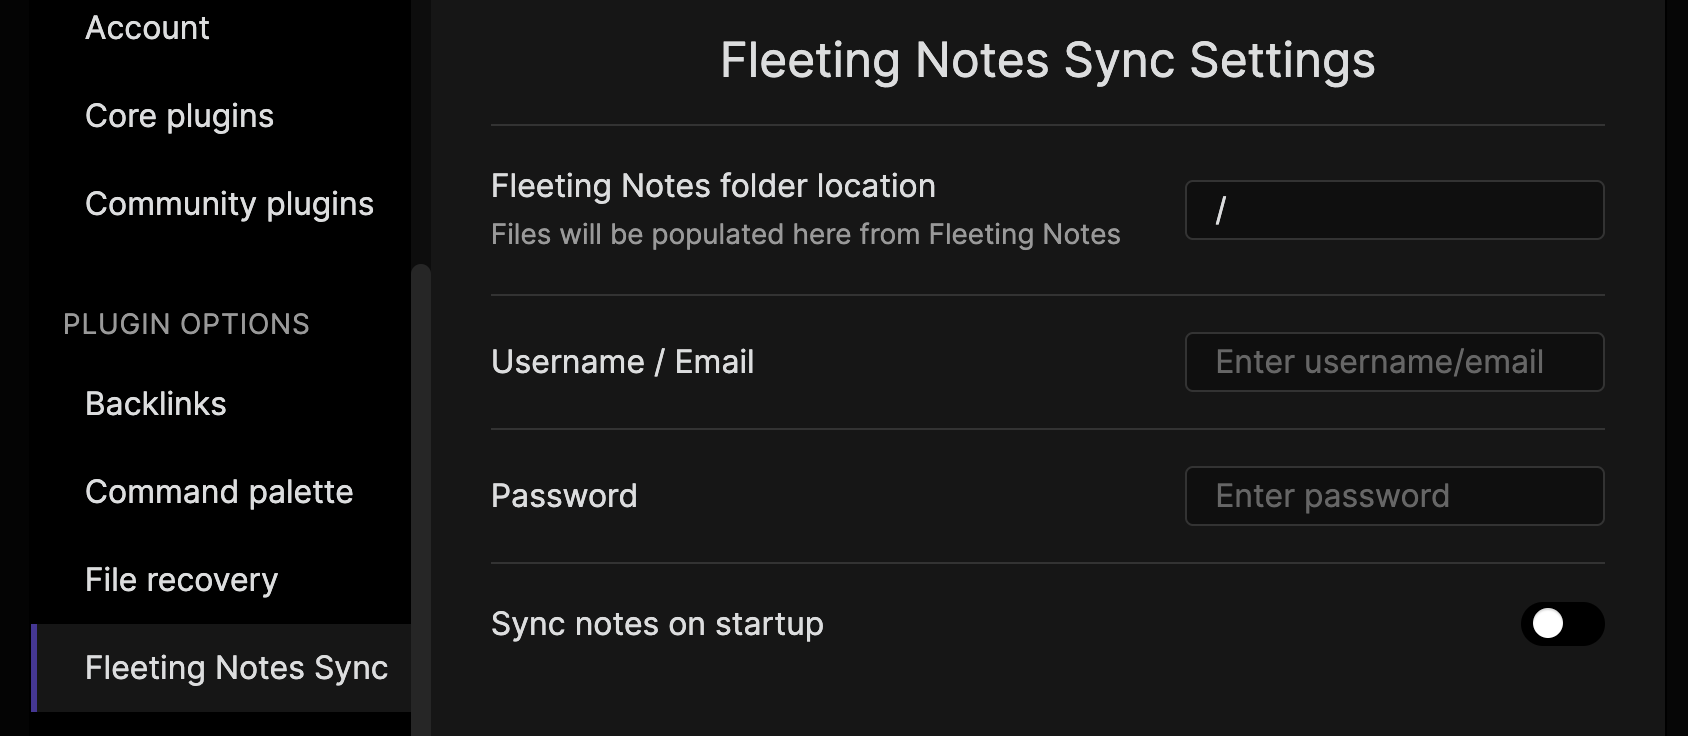 Account
Core plugins
Community plugins
PLUGIN OPTIONS
Backlinks
Command palette
File recovery
Fleeting Notes Sync
Fleeting Notes Sync Settings
Fleeting Notes folder location
Files will be populated here from Fleeting Notes
/
Username / Email
Enter username/email
Password
Enter password
Sync notes on startup